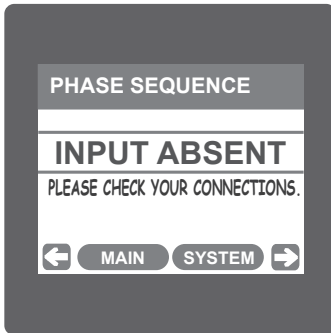 PHASE SEQUENCE
INPUT ABSENT
PLEASE CHECK YOUR CONNECTIONS.
MAIN SYSTEM